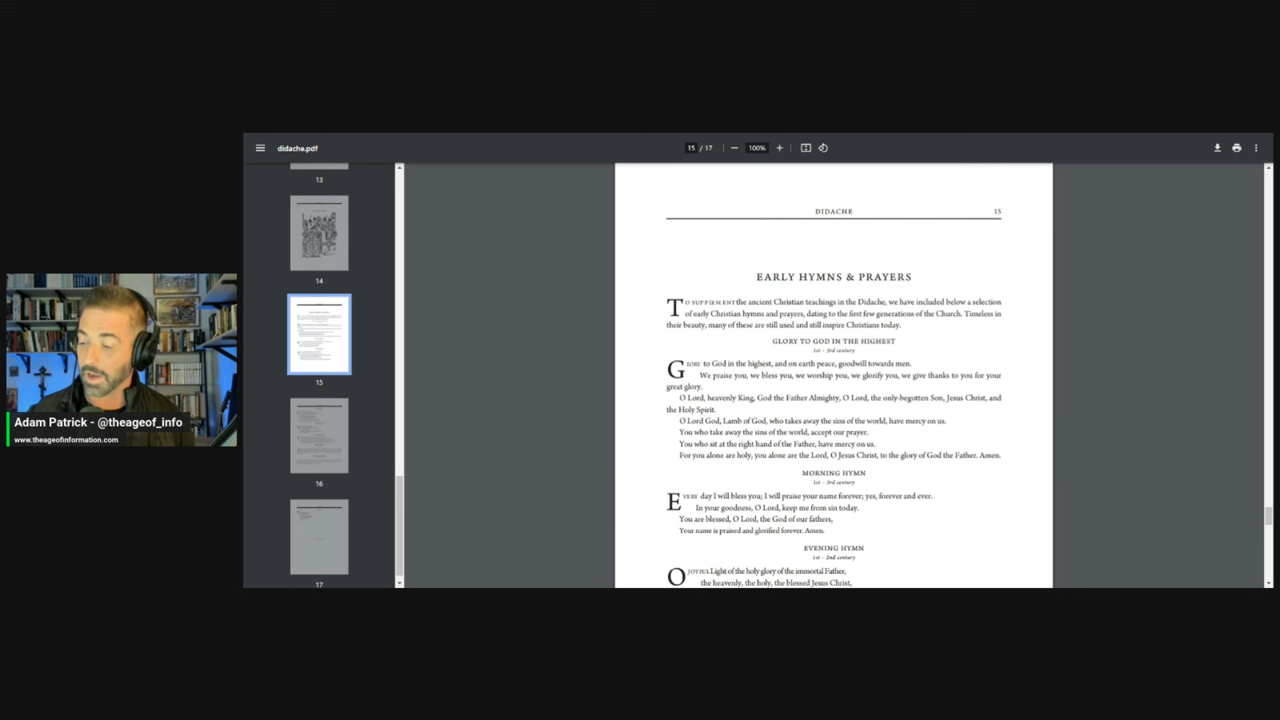 didache.pdf
15 / 17
100%
13
14
15
16
17
DIDACHE 15
EARLY HYMNS & PRAYERS
TO SUPPLEMENT the ancient Christian teachings in the Didache, we have included below a selection
of early Christian hymns and prayers, dating to the first few generations of the Church. Timeless in
their beauty, many of these are still used and still inspire Christians today.
GLORY TO GOD IN THE HIGHEST
1st – 3rd century
GLORY to God in the highest, and on earth peace, goodwill towards men.
We praise you, we bless you, we worship you, we glorify you, we give thanks to you for your
great glory.
O Lord, heavenly King, God the Father Almighty, O Lord, the only-begotten Son, Jesus Christ, and
the Holy Spirit.
O Lord God, Lamb of God, who takes away the sins of the world, have mercy on us.
You who take away the sins of the world, accept our prayer.
You who sit at the right hand of the Father, have mercy on us.
For you alone are holy, you alone are the Lord, O Jesus Christ, to the glory of God the Father. Amen.
MORNING HYMN
1st – 3rd century
EVERY day I will bless you; I will praise your name forever; yes, forever and ever.
In your goodness, O Lord, keep me from sin today.
You are blessed, O Lord, the God of our fathers,
Your name is praised and glorified forever. Amen.
EVENING HYMN
1st – 2nd century
O JOYFUL Light of the holy glory of the immortal Father,
the heavenly, the holy, the blessed Jesus Christ,
Adam Patrick - @theageof_info
www.theageofinformation.com